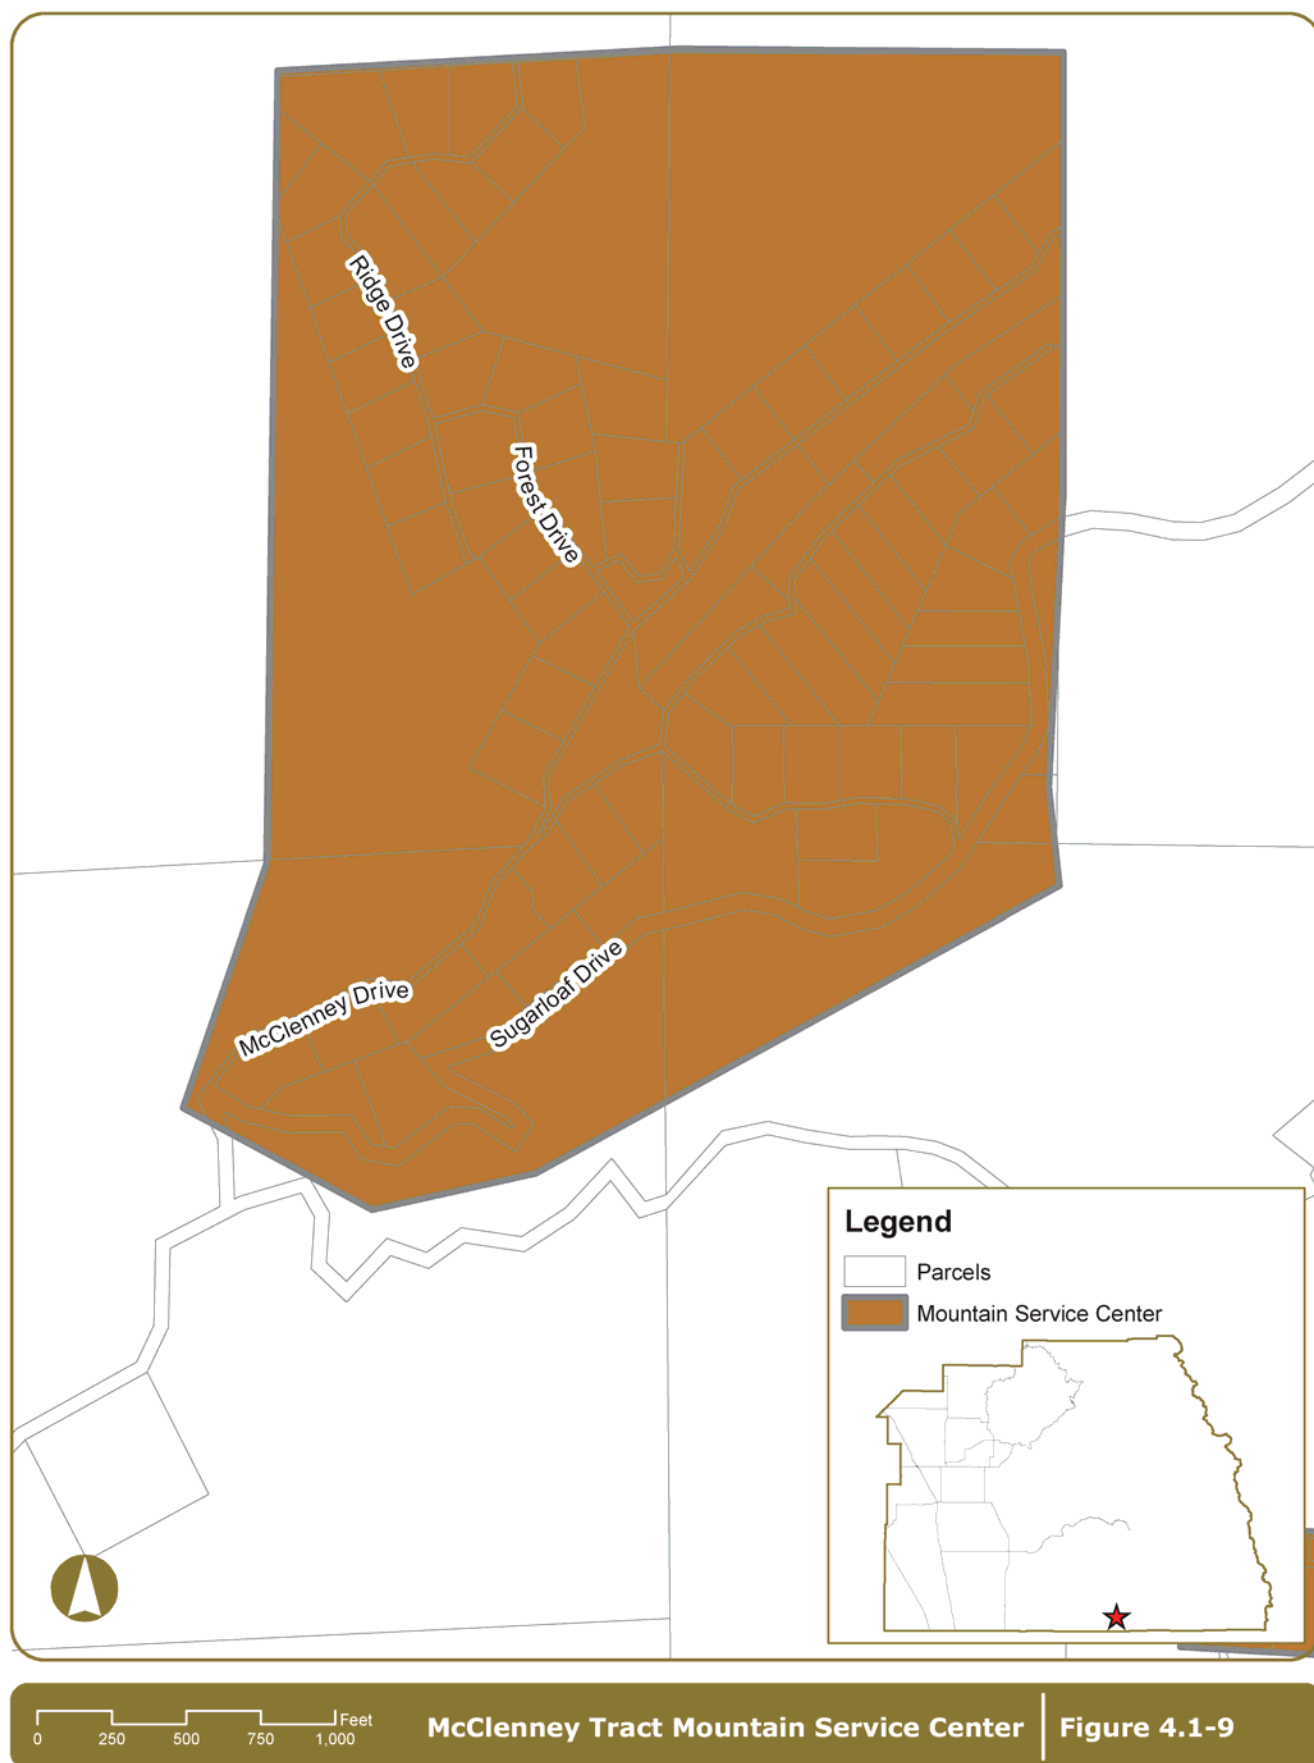 Ridge Drive
Forest Drive
McClenney Drive
Sugarloaf Drive
Legend
Parcels
Mountain Service Center
Feet
0 250 500 750 1,000
McClenney Tract Mountain Service Center Figure 4.1-9